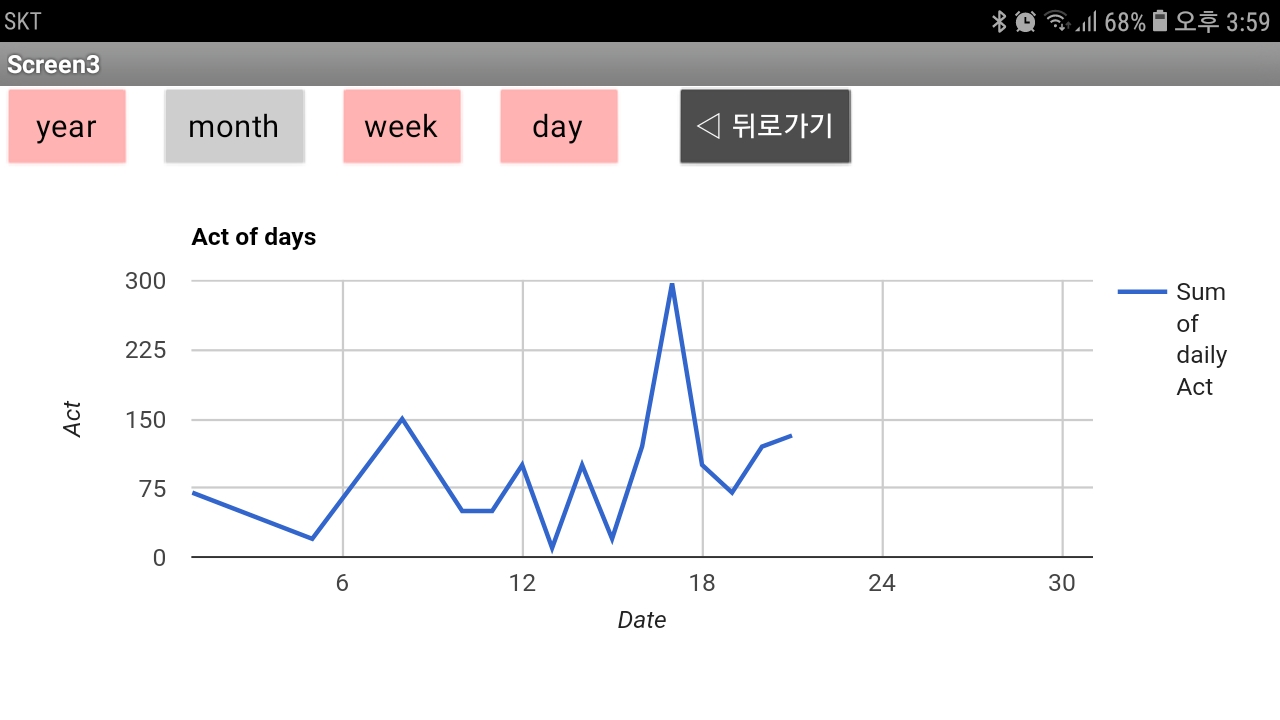 SKT 68% 오후 3:59
Screen3
year month week day ◁ 뒤로가기
Act of days
300
225
150
75
0
Act
6 12 18 24 30
Date
Sum
of
daily
Act